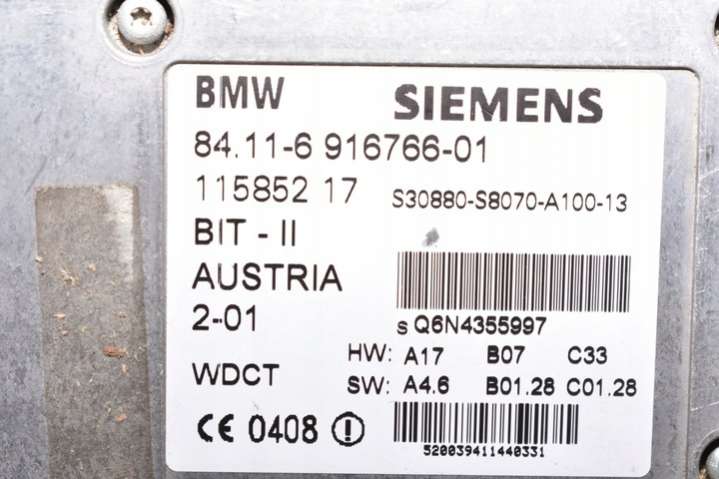 BMW SIEMENS
84.11-6 916766-01
115852 17 S30880-S8070-A100-13
BIT - II
AUSTRIA
2-01 s Q6N4355997
HW: A17 B07 C33
WDCT SW: A4.6 B01.28 C01.28
CE 0408
520039411440331